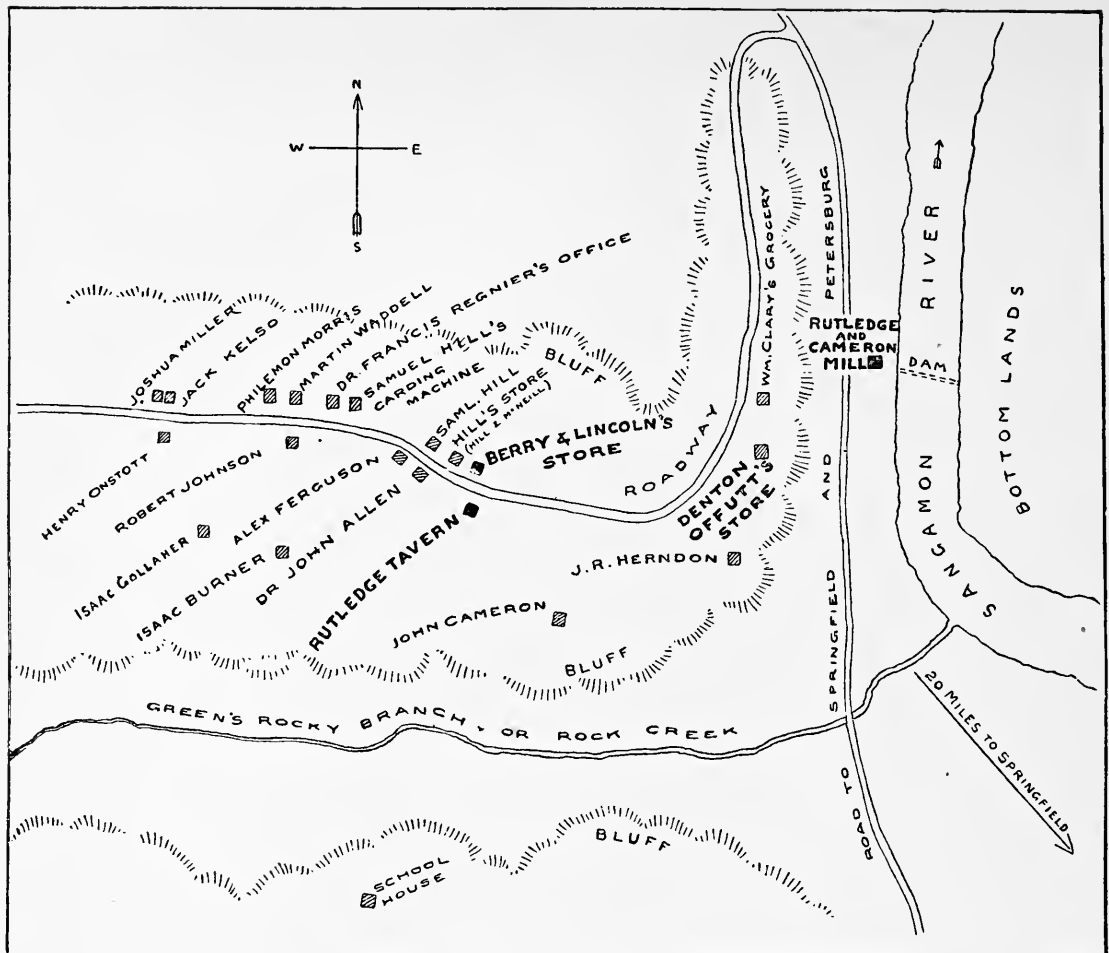 N
W E
S
JOSHUA MILLER
JACK KELSO
PHILEMON MORRIS
MARTIN WADDELL
DR. FRANCIS REGNIER'S OFFICE
SAMUEL HILL'S
CARDING
MACHINE
SAML. HILL
HILL'S STORE
(HILL & McNEILL)
BERRY & LINCOLN'S
STORE
BLUFF
ROADWAY
WM. CLARY'S GROCERY
DENTON
OFFUTT'S
STORE
J.R. HERNDON
HENRY ONSTOTT
ROBERT JOHNSON
ISAAC GOLLAHER
ALEX FERGUSON
ISAAC BURNER
DR JOHN ALLEN
RUTLEDGE TAVERN
JOHN CAMERON
BLUFF
GREEN'S ROCKY BRANCH, OR ROCK CREEK
BLUFF
SCHOOL
HOUSE
ROAD TO SPRINGFIELD AND PETERSBURG
RUTLEDGE
AND
CAMERON
MILL
DAM
SANGAMON RIVER
BOTTOM LANDS
20 MILES TO SPRINGFIELD